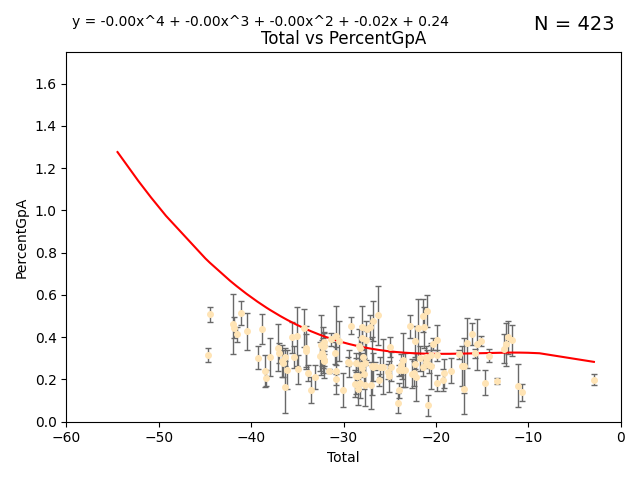 y = -0.00x^4 + -0.00x^3 + -0.00x^2 + -0.02x + 0.24
N = 423
Total vs PercentGpA
PercentGpA
1.6
1.4
1.2
1.0
0.8
0.6
0.4
0.2
0.0
−60 −50 −40 −30 −20 −10 0
Total